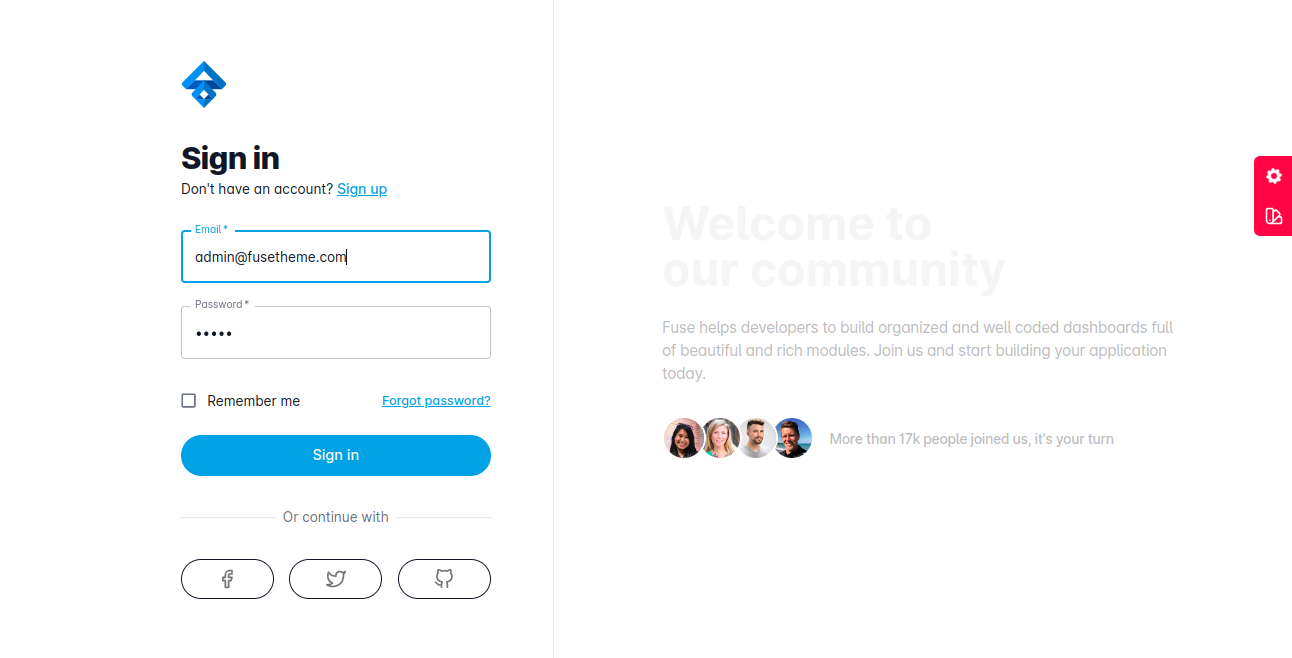 Sign in
Don't have an account? Sign up
Email *
admin@fusetheme.com
Password *
•••••
Remember me
Forgot password?
Sign in
Or continue with
Welcome to
our community
Fuse helps developers to build organized and well coded dashboards full
of beautiful and rich modules. Join us and start building your application
today.
More than 17k people joined us, it's your turn